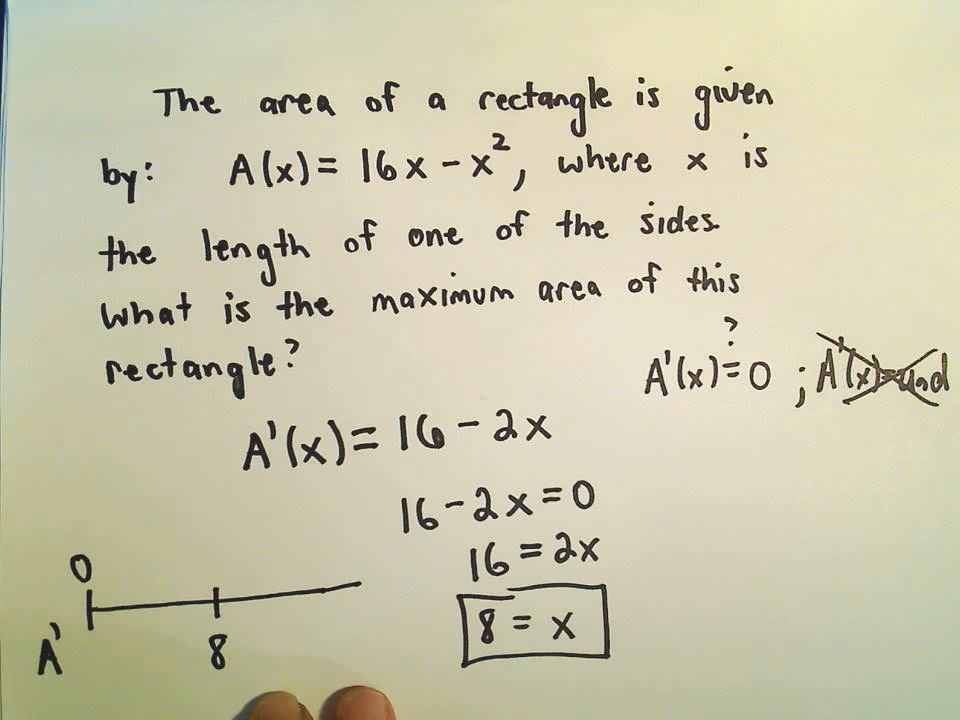 The area of a rectangle is given
by: A(x) = 16x - x², where x is
the length of one of the sides.
What is the maximum area of this
rectangle?
A'(x) ?= 0 ; A'(x)=und
A'(x) = 16 - 2x
16 - 2x = 0
16 = 2x
8 = x
0
A' 8